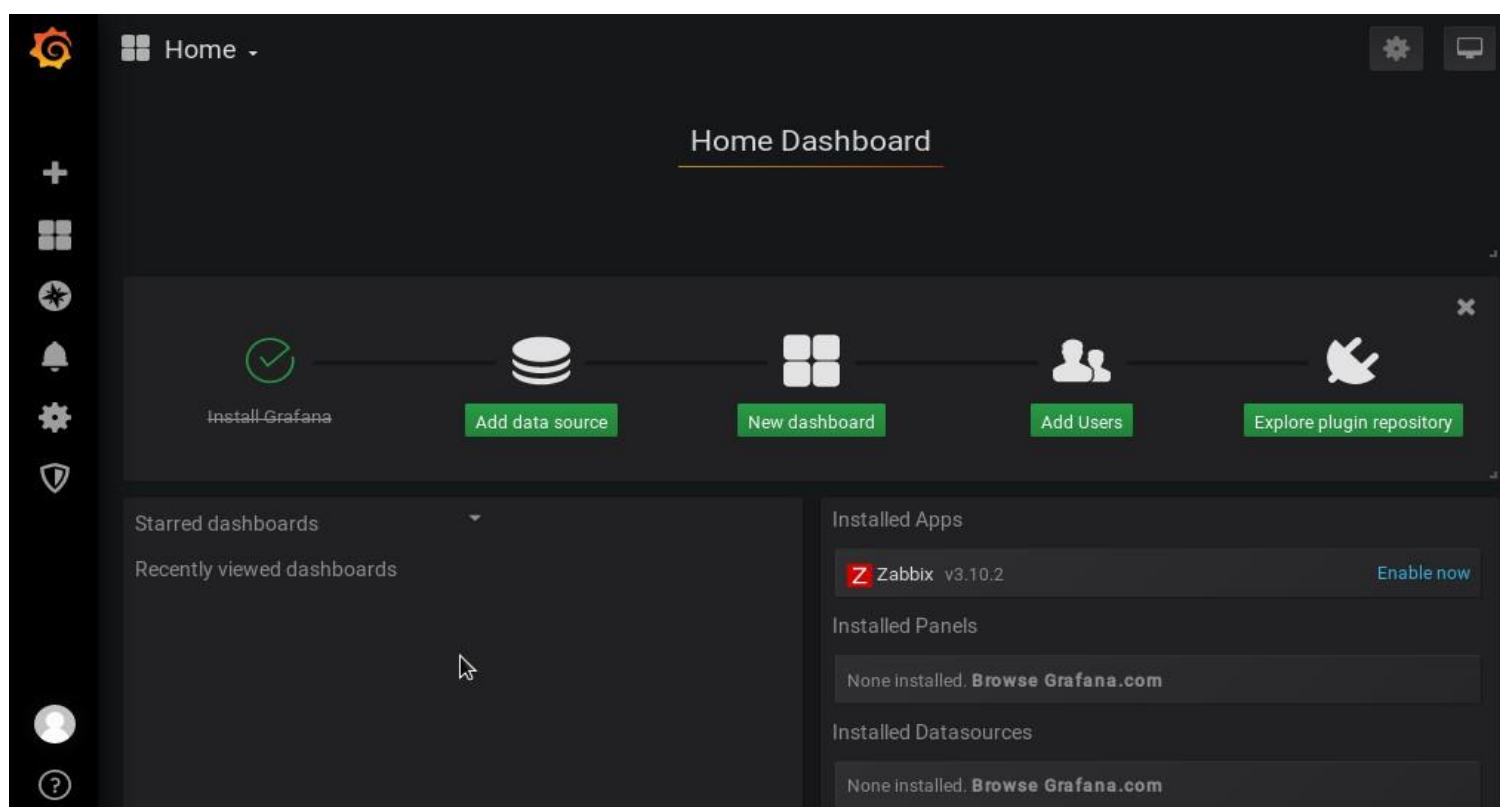 Home
Home Dashboard
Install Grafana
Add data source
New dashboard
Add Users
Explore plugin repository
Starred dashboards
Recently viewed dashboards
Installed Apps
Z Zabbix v3.10.2 Enable now
Installed Panels
None installed. Browse Grafana.com
Installed Datasources
None installed. Browse Grafana.com